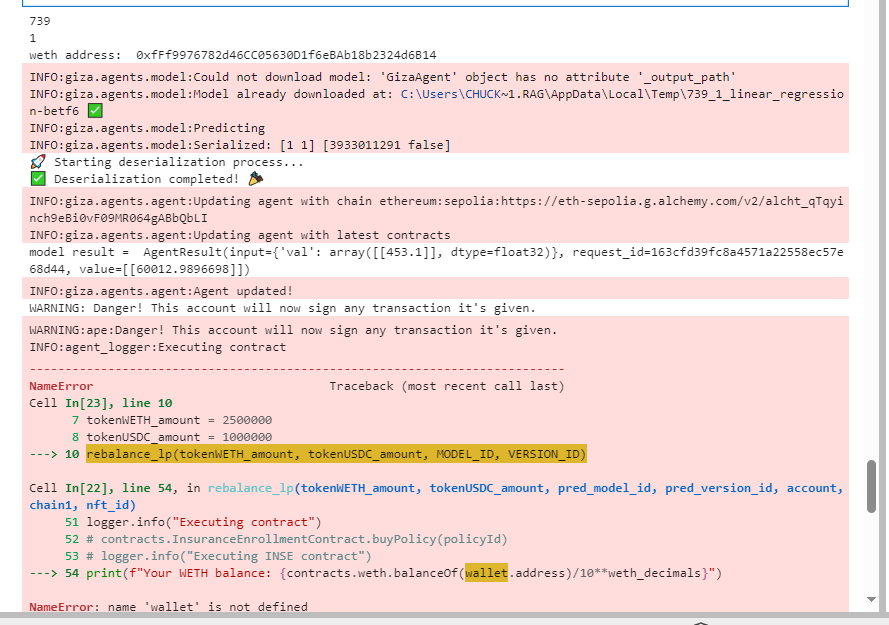 739
1
weth address:  0xfFf9976782d46CC05630D1f6eBAb18b2324d6B14
INFO:giza.agents.model:Could not download model: 'GizaAgent' object has no attribute '_output_path'
INFO:giza.agents.model:Model already downloaded at: C:\Users\CHUCK~1.RAG\AppData\Local\Temp\739_1_linear_regressio
n-betf6 ✅
INFO:giza.agents.model:Predicting
INFO:giza.agents.model:Serialized: [1 1] [3933011291 false]
🚀 Starting deserialization process...
✅ Deserialization completed! 🎉
INFO:giza.agents.agent:Updating agent with chain ethereum:sepolia:https://eth-sepolia.g.alchemy.com/v2/alcht_qTqyi
nch9eBi0vF09MR064gABbQbLI
INFO:giza.agents.agent:Updating agent with latest contracts
model result =  AgentResult(input={'val': array([[453.1]], dtype=float32)}, request_id=163cfd39fc8a4571a22558ec57e
68d44, value=[[60012.9896698]])
INFO:giza.agents.agent:Agent updated!
WARNING: Danger! This account will now sign any transaction it's given.
WARNING:ape:Danger! This account will now sign any transaction it's given.
INFO:agent_logger:Executing contract
---------------------------------------------------------------------------
NameError                                 Traceback (most recent call last)
Cell In[23], line 10
      7 tokenWETH_amount = 2500000
      8 tokenUSDC_amount = 1000000
---> 10 rebalance_lp(tokenWETH_amount, tokenUSDC_amount, MODEL_ID, VERSION_ID)
Cell In[22], line 54, in rebalance_lp(tokenWETH_amount, tokenUSDC_amount, pred_model_id, pred_version_id, account,
chain1, nft_id)
     51 logger.info("Executing contract")
     52 # contracts.InsuranceEnrollmentContract.buyPolicy(policyId)
     53 # logger.info("Executing INSE contract")
---> 54 print(f"Your WETH balance: {contracts.weth.balanceOf(wallet.address)/10**weth_decimals}")
NameError: name 'wallet' is not defined